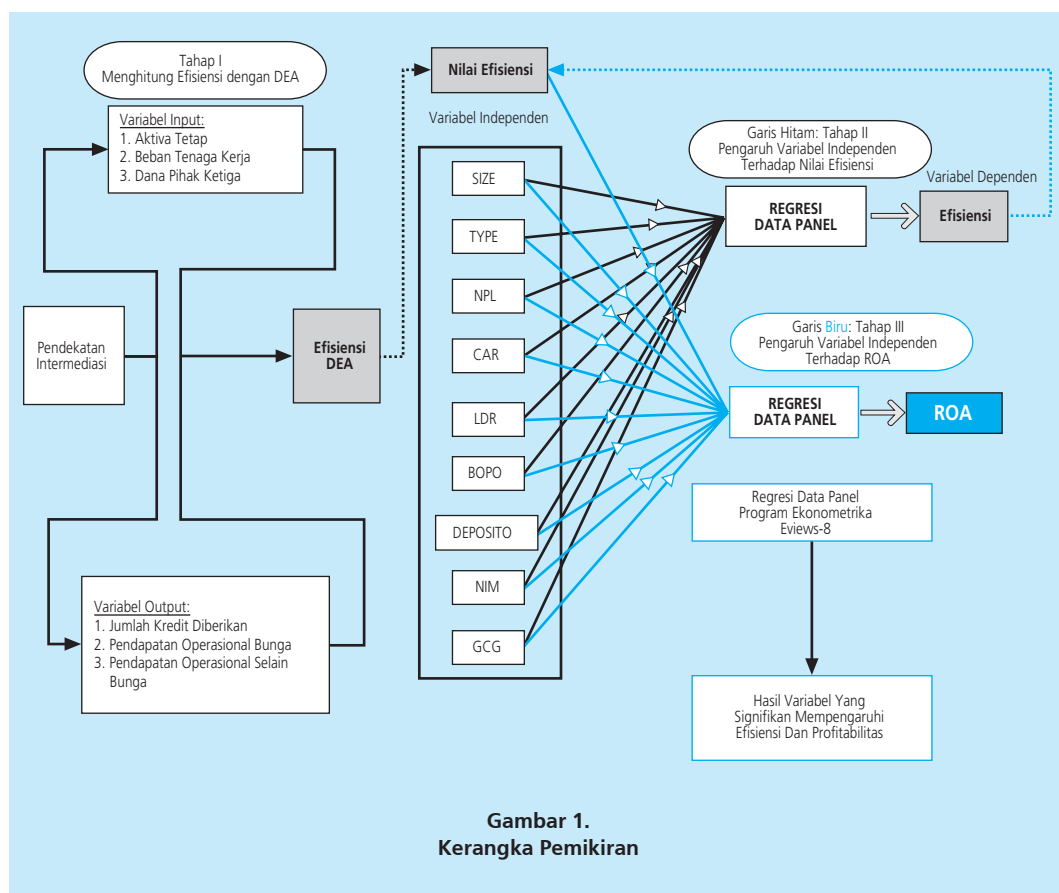 Tahap I
Menghitung Efisiensi dengan DEA
Variabel Input:
1. Aktiva Tetap
2. Beban Tenaga Kerja
3. Dana Pihak Ketiga
Pendekatan
Intermediasi
Efisiensi
DEA
Variabel Output:
1. Jumlah Kredit Diberikan
2. Pendapatan Operasional Bunga
3. Pendapatan Operasional Selain
Bunga
Nilai Efisiensi
Variabel Independen
SIZE
TYPE
NPL
CAR
LDR
BOPO
DEPOSITO
NIM
GCG
Garis Hitam: Tahap II
Pengaruh Variabel Independen
Terhadap Nilai Efisiensi
Variabel Dependen
REGRESI
DATA PANEL
Efisiensi
Garis Biru: Tahap III
Pengaruh Variabel Independen
Terhadap ROA
REGRESI
DATA PANEL
ROA
Regresi Data Panel
Program Ekonometrika
Eviews-8
Hasil Variabel Yang
Signifikan Mempengaruhi
Efisiensi Dan Profitabilitas
Gambar 1.
Kerangka Pemikiran